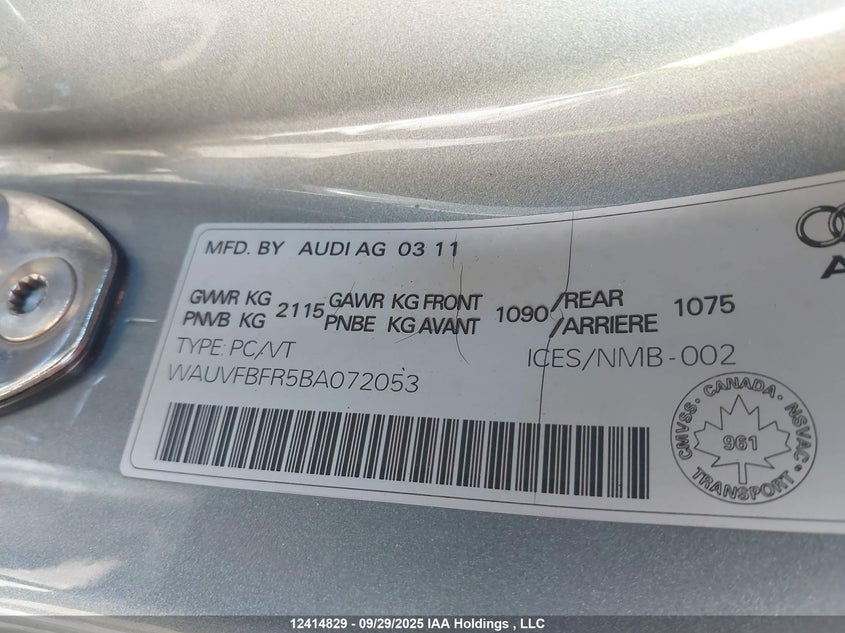 MFD. BY AUDI AG 03 11
GVWR KG 2115 GAWR KG FRONT 1090 /REAR 1075
PNVB KG PNBE KG AVANT /ARRIERE
TYPE: PC/VT ICES/NMB-002
WAUVFBFR5BA072053
CMVSS. CANADA. NSVAC
961
TRANSPORT
12414829 - 09/29/2025 IAA Holdings , LLC